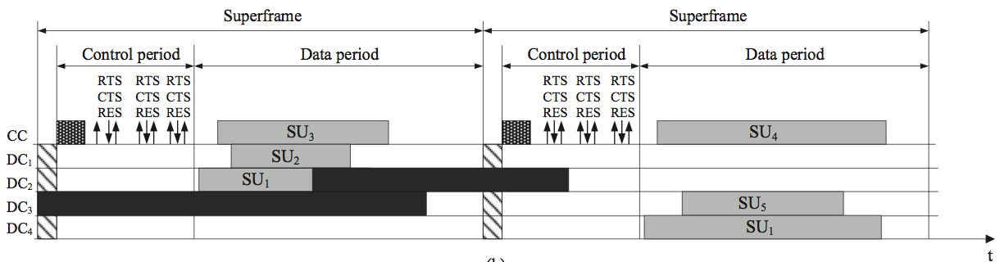 Superframe Superframe
Control period Data period Control period Data period
RTS RTS RTS RTS RTS RTS
CTS CTS CTS CTS CTS CTS
RES RES RES RES RES RES
CC SU₃ SU₄
DC₁ SU₂
DC₂ SU₁
DC₃ SU₅
DC₄ SU₁
t